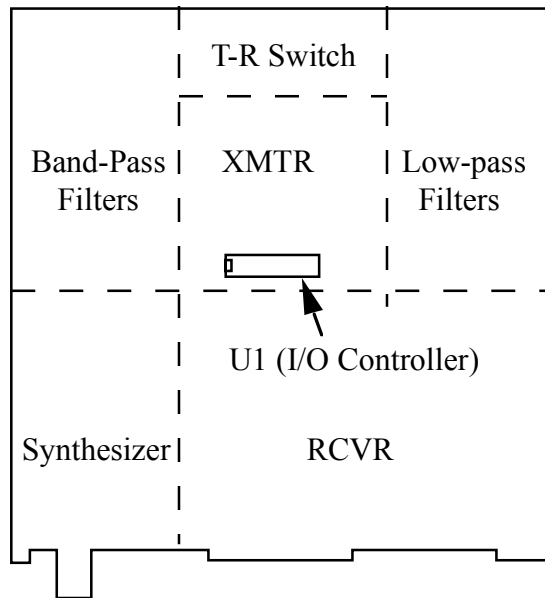 T-R Switch
Band-Pass
Filters
XMTR
Low-pass
Filters
U1 (I/O Controller)
Synthesizer
RCVR